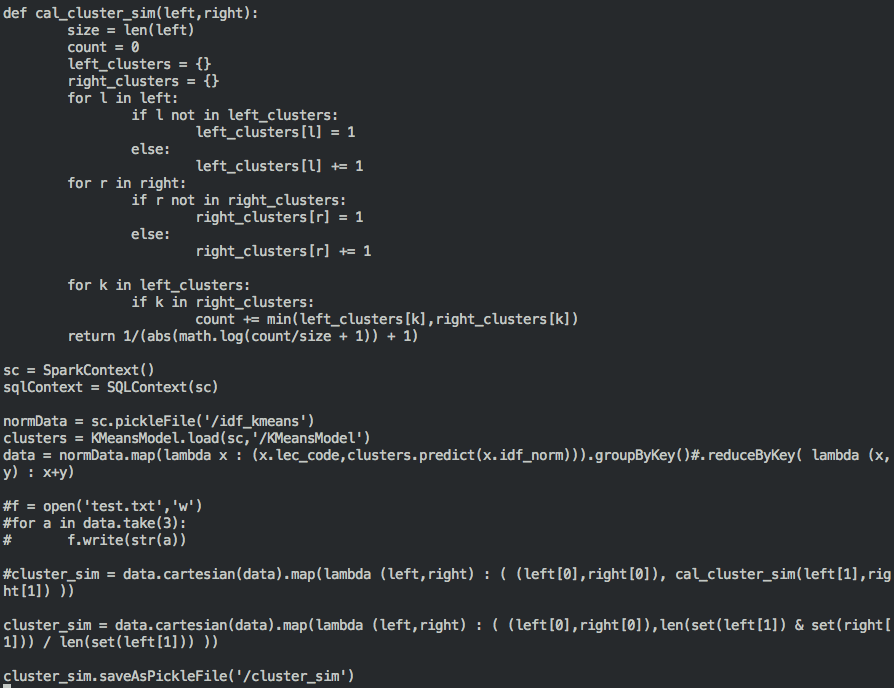 def cal_cluster_sim(left,right):
        size = len(left)
        count = 0
        left_clusters = {}
        right_clusters = {}
        for l in left:
                if l not in left_clusters:
                        left_clusters[l] = 1
                else:
                        left_clusters[l] += 1
        for r in right:
                if r not in right_clusters:
                        right_clusters[r] = 1
                else:
                        right_clusters[r] += 1

        for k in left_clusters:
                if k in right_clusters:
                        count += min(left_clusters[k],right_clusters[k])
        return 1/(abs(math.log(count/size + 1)) + 1)

sc = SparkContext()
sqlContext = SQLContext(sc)

normData = sc.pickleFile('/idf_kmeans')
clusters = KMeansModel.load(sc,'/KMeansModel')
data = normData.map(lambda x : (x.lec_code,clusters.predict(x.idf_norm))).groupByKey()#.reduceByKey( lambda (x,
y) : x+y)

#f = open('test.txt','w')
#for a in data.take(3):
#       f.write(str(a))

#cluster_sim = data.cartesian(data).map(lambda (left,right) : ( (left[0],right[0]), cal_cluster_sim(left[1],rig
ht[1]) ))

cluster_sim = data.cartesian(data).map(lambda (left,right) : ( (left[0],right[0]),len(set(left[1]) & set(right[
1])) / len(set(left[1])) ))

cluster_sim.saveAsPickleFile('/cluster_sim')